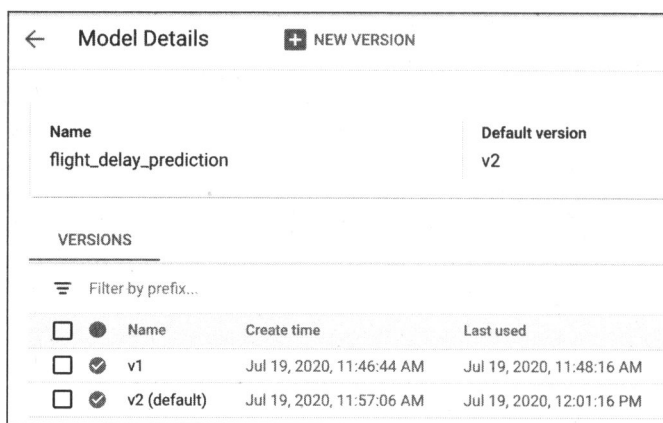 Model Details NEW VERSION
Name Default version
flight_delay_prediction v2
VERSIONS
Filter by prefix...
Name Create time Last used
v1 Jul 19, 2020, 11:46:44 AM Jul 19, 2020, 11:48:16 AM
v2 (default) Jul 19, 2020, 11:57:06 AM Jul 19, 2020, 12:01:16 PM